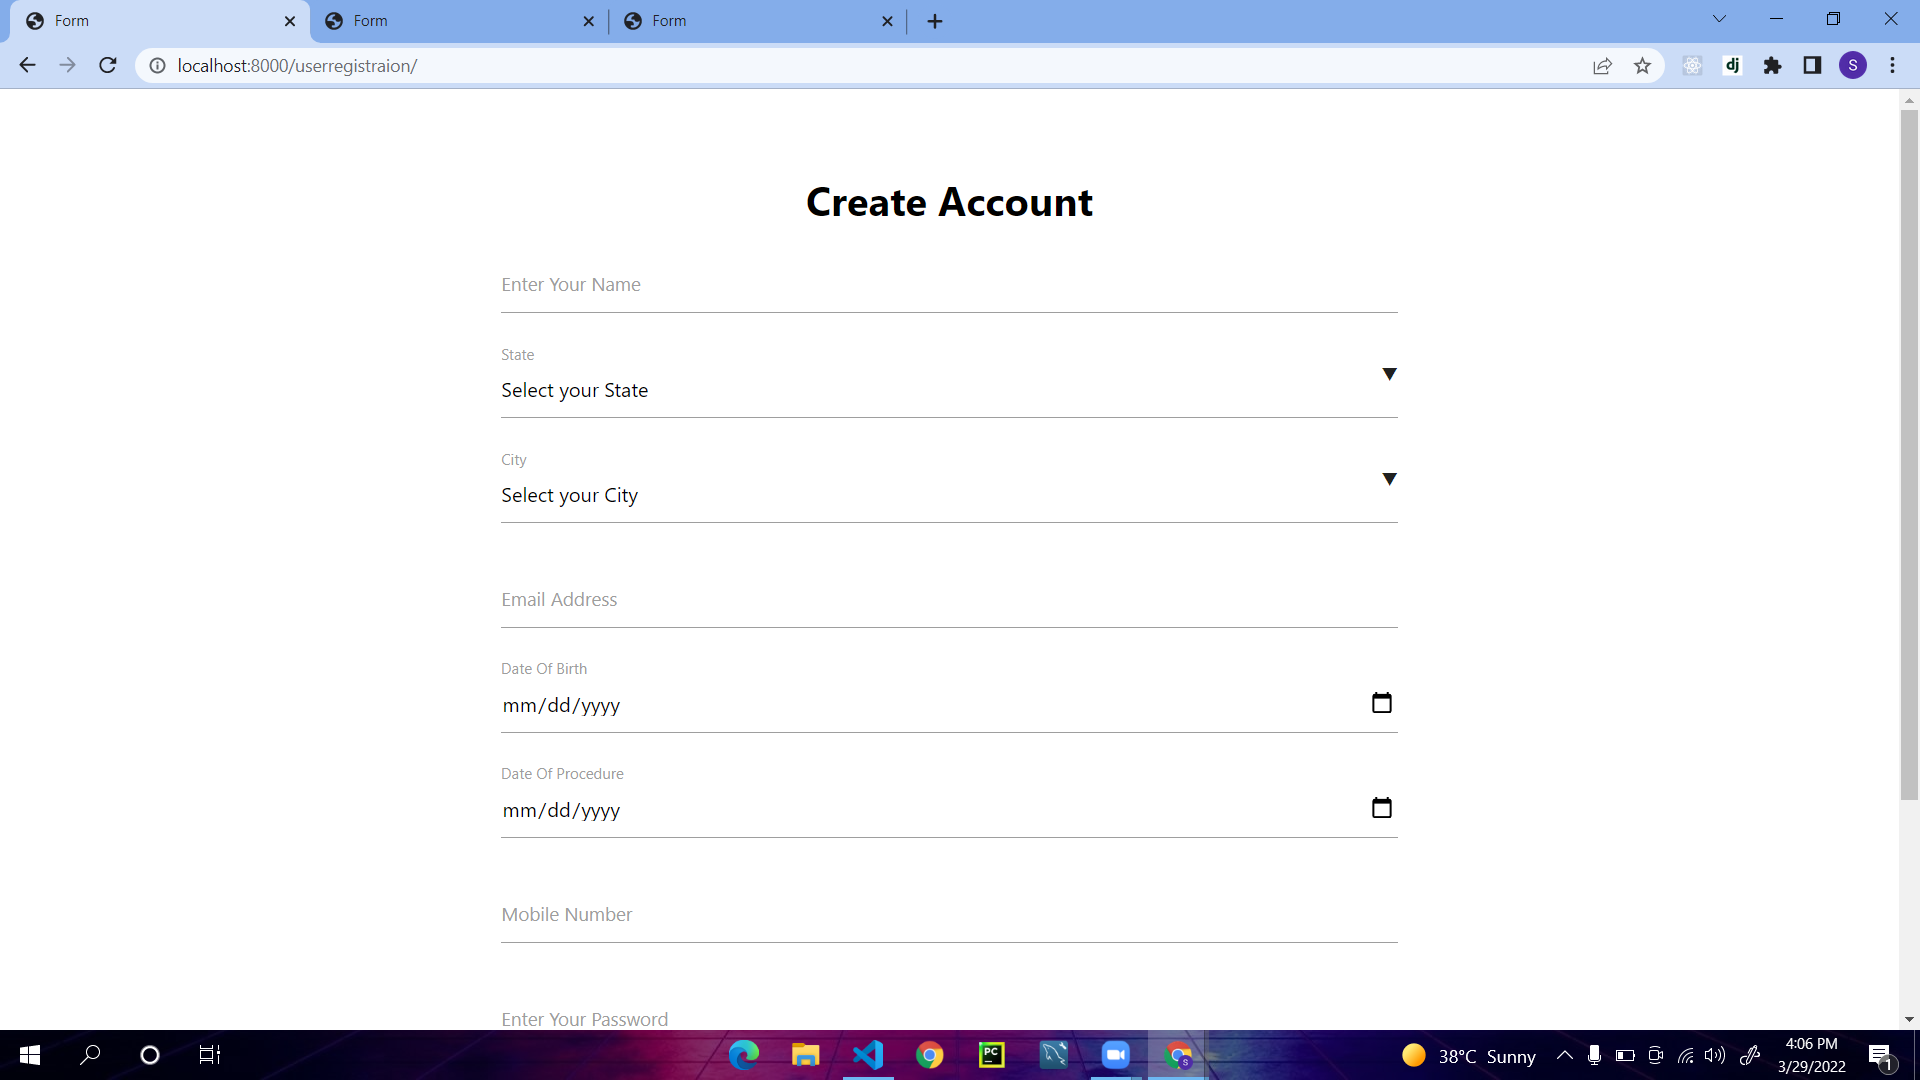 Form
Form
Form
localhost:8000/userregistraion/
dj
S
Create Account
Enter Your Name
State
Select your State
City
Select your City
Email Address
Date Of Birth
mm/dd/yyyy
Date Of Procedure
mm/dd/yyyy
Mobile Number
Enter Your Password
PC
S
38°C Sunny
4:06 PM
3/29/2022
1